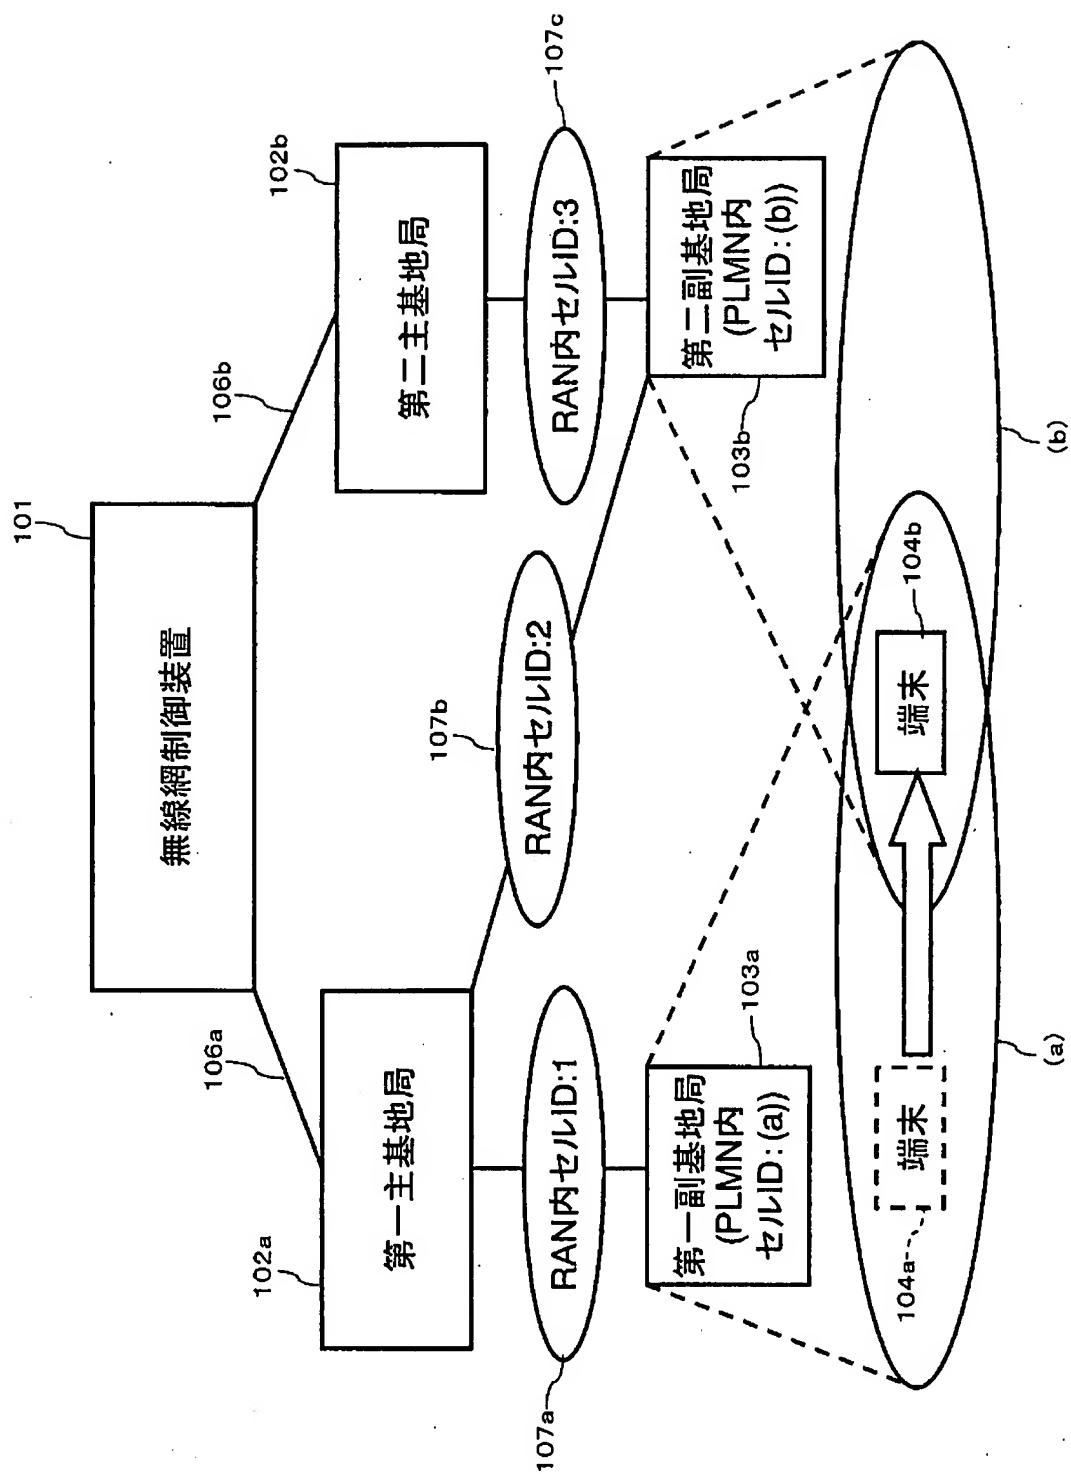 101
無線網制御装置
106a
106b
102a
第一主基地局
102b
第二主基地局
107a
RAN内セルID:1
107b
RAN内セルID:2
107c
RAN内セルID:3
103a
第一副基地局
(PLMN内
セルID:(a))
103b
第二副基地局
(PLMN内
セルID:(b))
104a
端末
104b
端末
(a)
(b)